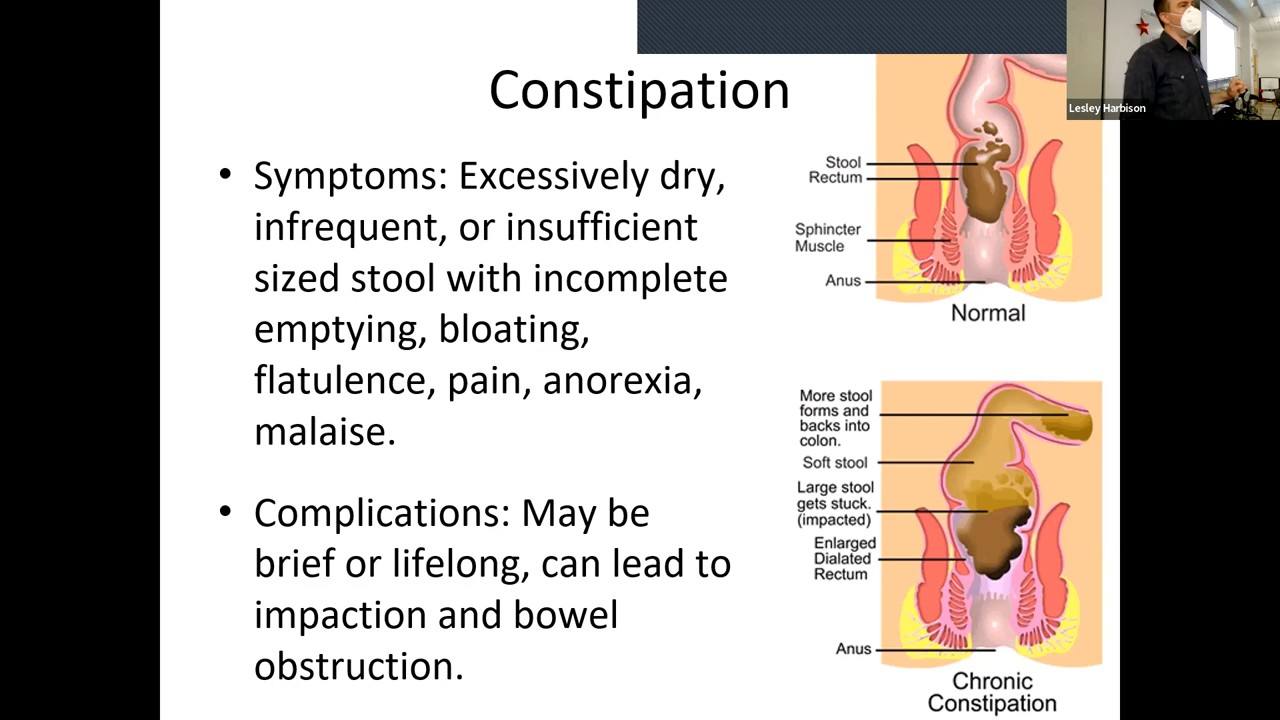 Constipation
• Symptoms: Excessively dry,
infrequent, or insufficient
sized stool with incomplete
emptying, bloating,
flatulence, pain, anorexia,
malaise.
• Complications: May be
brief or lifelong, can lead to
impaction and bowel
obstruction.
Lesley Harbison
Stool
Rectum
Sphincter
Muscle
Anus
Normal
More stool
forms and
backs into
colon.
Soft stool
Large stool
gets stuck.
(impacted)
Enlarged
Dialated
Rectum
Anus
Chronic
Constipation